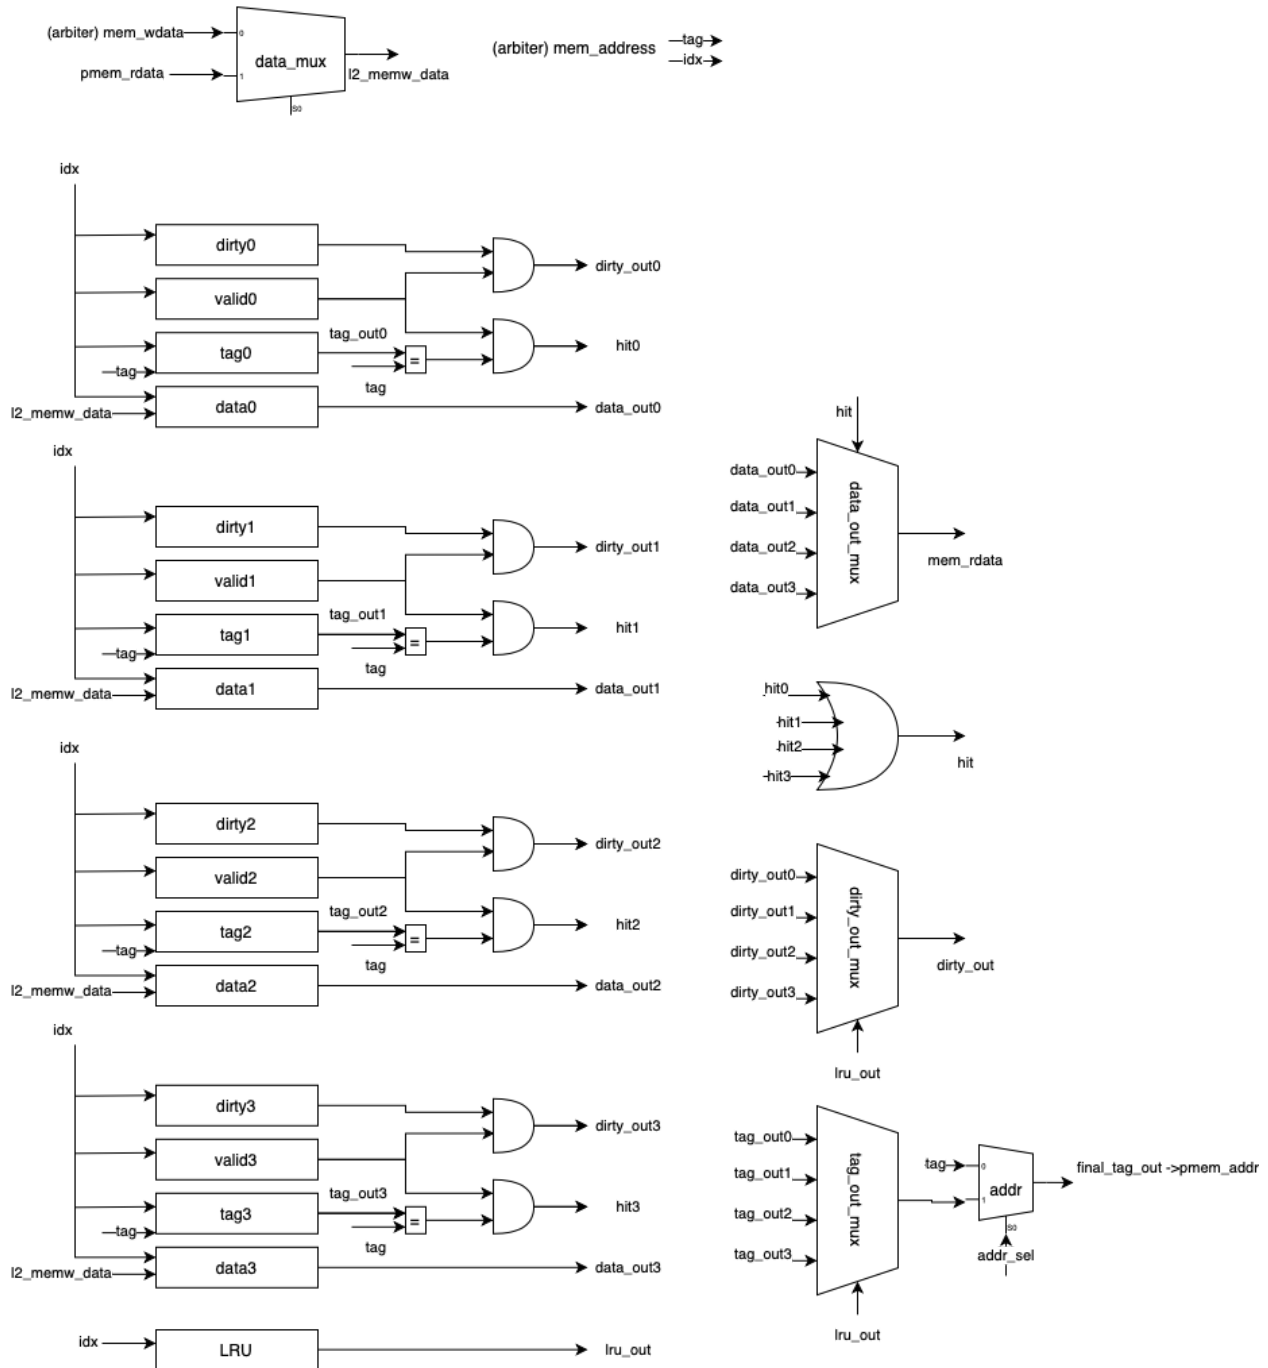 (arbiter) mem_wdata
0
pmem_rdata
1
data_mux
l2_memw_data
S0
(arbiter) mem_address
tag
idx
idx
dirty0
dirty_out0
valid0
tag_out0
hit0
tag0
=
tag
tag
data0
l2_memw_data
data_out0
idx
dirty1
dirty_out1
valid1
tag_out1
hit1
tag1
=
tag
tag
data1
l2_memw_data
data_out1
idx
dirty2
dirty_out2
valid2
tag_out2
hit2
tag2
=
tag
tag
data2
l2_memw_data
data_out2
idx
dirty3
dirty_out3
valid3
tag_out3
hit3
tag3
=
tag
tag
data3
l2_memw_data
data_out3
idx
LRU
lru_out
hit
data_out0
data_out1
data_out2
data_out3
data_out_mux
mem_rdata
hit0
hit1
hit2
hit3
hit
dirty_out0
dirty_out1
dirty_out2
dirty_out3
dirty_out_mux
dirty_out
lru_out
tag_out0
tag_out1
tag_out2
tag_out3
tag_out_mux
lru_out
tag
0
1
addr
S0
addr_sel
final_tag_out ->pmem_addr